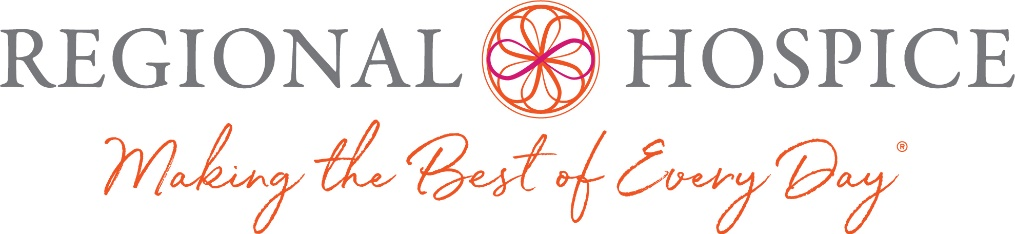 REGIONAL HOSPICE
Making the Best of Every Day®